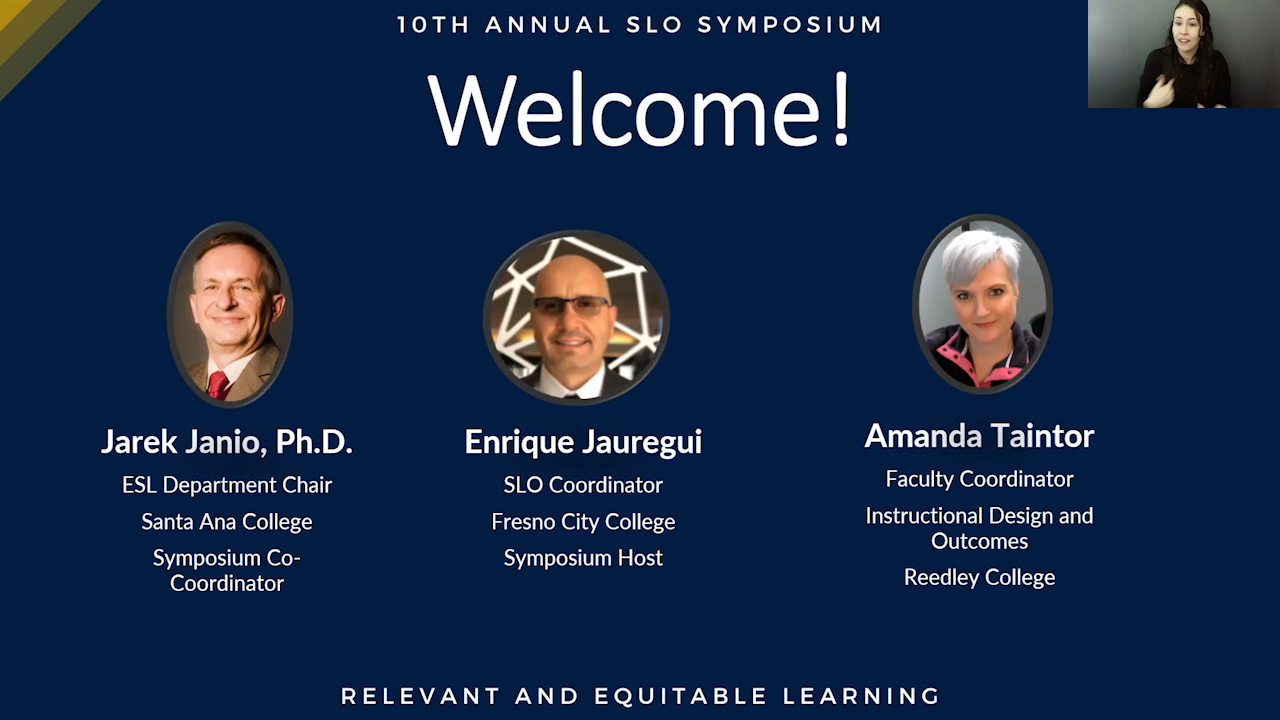 10TH ANNUAL SLO SYMPOSIUM
Welcome!
Jarek Janio, Ph.D.
ESL Department Chair
Santa Ana College
Symposium Co-
Coordinator
Enrique Jauregui
SLO Coordinator
Fresno City College
Symposium Host
Amanda Taintor
Faculty Coordinator
Instructional Design and
Outcomes
Reedley College
RELEVANT AND EQUITABLE LEARNING